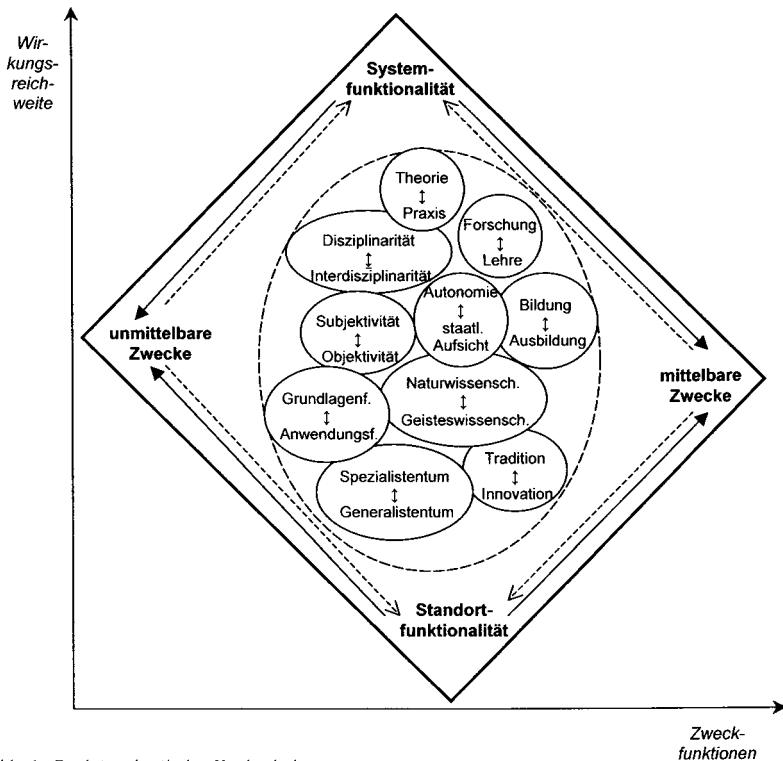 Wir-
kungs-
reich-
weite
System-
funktionalität
Theorie
↕
Praxis
Forschung
↕
Lehre
Disziplinarität
↕
Interdisziplinarität
Autonomie
↕
staatl.
Aufsicht
Bildung
↕
Ausbildung
Subjektivität
↕
Objektivität
unmittelbare
Zwecke
mittelbare
Zwecke
Naturwissensch.
↕
Geisteswissensch.
Grundlagenf.
↕
Anwendungsf.
Tradition
↕
Innovation
Spezialistentum
↕
Generalistentum
Standort-
funktionalität
Zweck-
funktionen